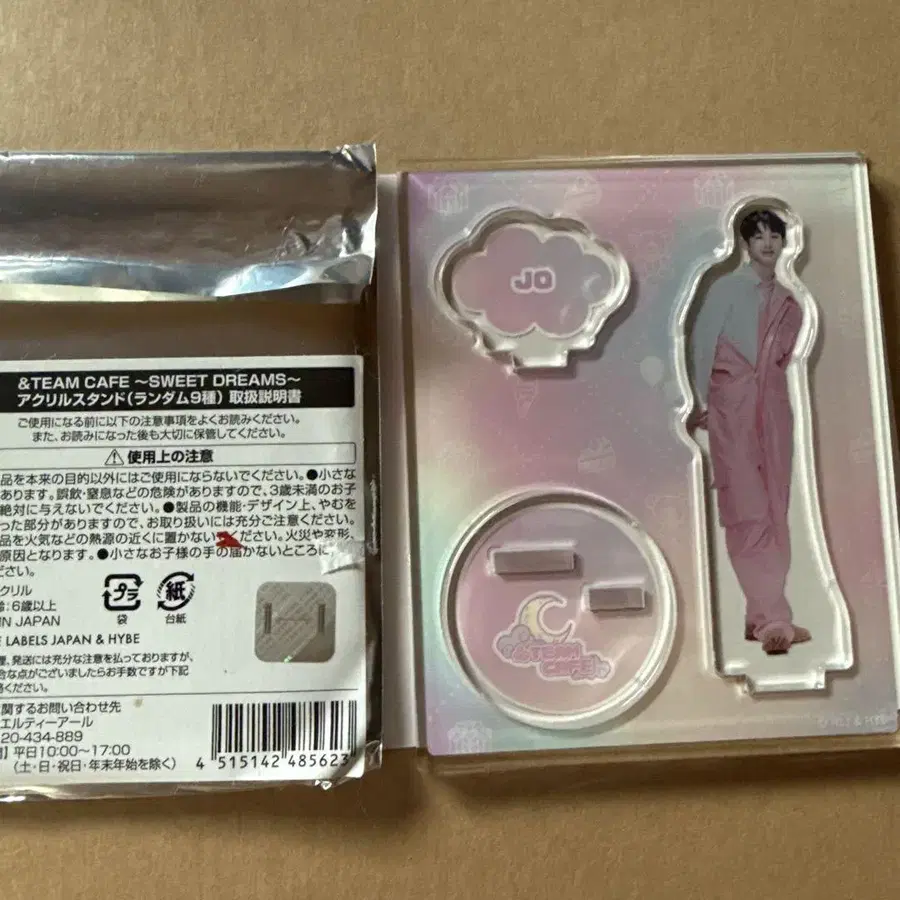 &TEAM CAFE ～SWEET DREAMS～
アクリルスタンド(ランダム9種) 取扱説明書
ご使用になる前に以下の注意事項をよくお読みください。
また、お読みになった後も大切に保管してください。
⚠使用上の注意
品を本来の目的以外にはご使用にならないでください。●小さな
あります。誤飲・窒息などの危険がありますので、3歳未満のお子
絶対に与えないでください。●製品の機能・デザイン上、やむを
った部分がありますので、お取り扱いには充分ご注意ください。
品を火気などの熱源の近くに置かない ださい。火災や変形、
原因となります。●小さなお子様の手の届かないところに、
ださい。
クリル
齢:6歳以上
IN JAPAN
プラ
袋
紙
台紙
E LABELS JAPAN & HYBE
理、発送には充分な注意を払っておりますが、
合な点がございましたらお手数ですが下記
絡ください。
に関するお問い合わせ先
エルティーアール
20-434-889
平日10:00～17:00
(土・日・祝日・年末年始を除く)
4 515142 485623
JO
&TEAM
CAFE
& HYBE